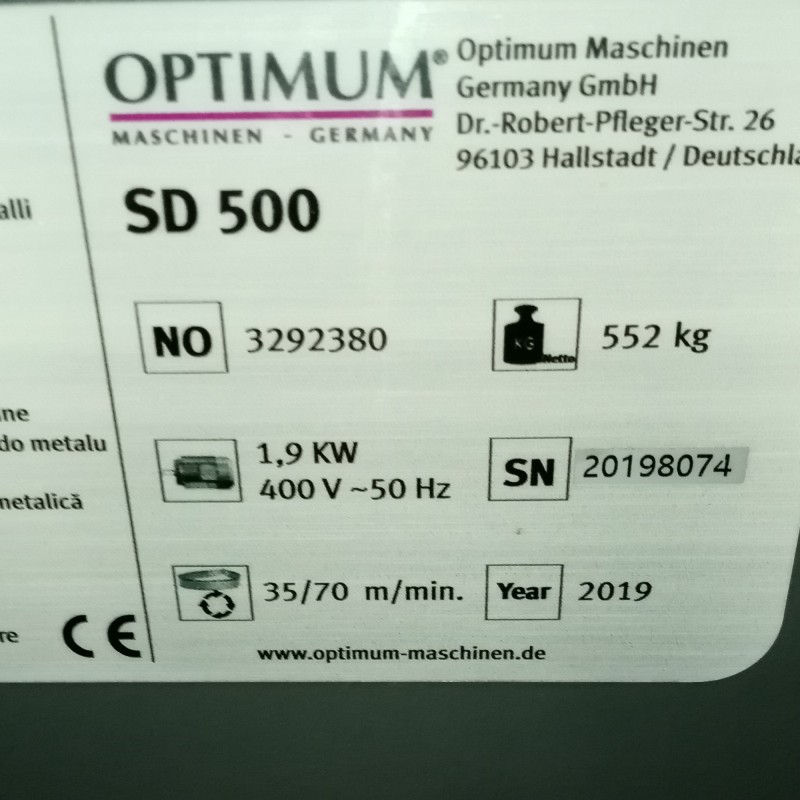 OPTIMUM®
MASCHINEN - GERMANY
Optimum Maschinen
Germany GmbH
Dr.-Robert-Pfleger-Str. 26
96103 Hallstadt / Deutschla
SD 500
alli
NO 3292380
KG Netto 552 kg
ne
do metalu
metalică
1,9 KW
400 V ~50 Hz
SN 20198074
35/70 m/min.
Year 2019
re
CE
www.optimum-maschinen.de